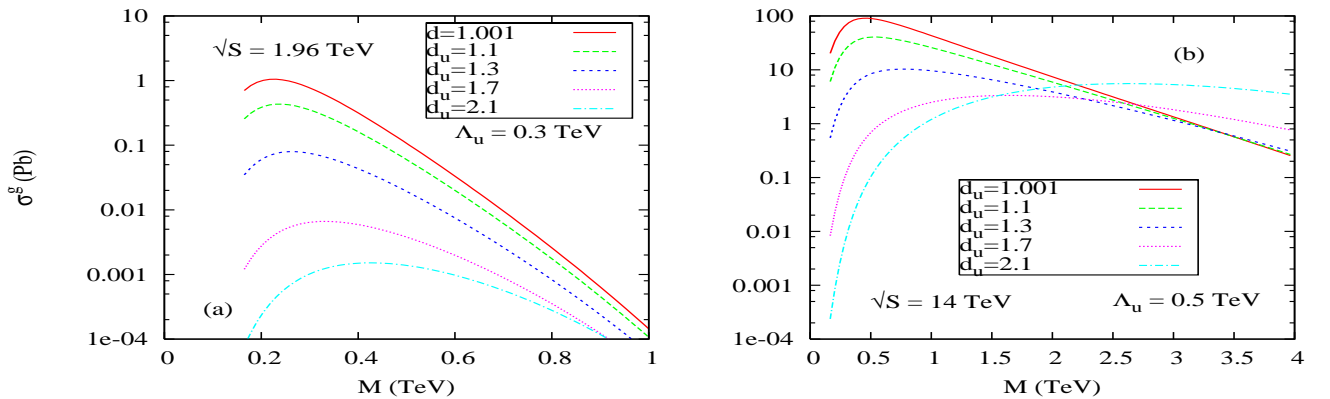 σ^g (Pb)
10
1
0.1
0.01
0.001
1e-04
0 0.2 0.4 0.6 0.8 1
M (TeV)
√S = 1.96 TeV
d=1.001
d_u=1.1
d_u=1.3
d_u=1.7
d_u=2.1
Λ_u = 0.3 TeV
(a)
100
10
1
0.1
0.01
0.001
1e-04
0 0.5 1 1.5 2 2.5 3 3.5 4
M (TeV)
(b)
d_u=1.001
d_u=1.1
d_u=1.3
d_u=1.7
d_u=2.1
√S = 14 TeV
Λ_u = 0.5 TeV